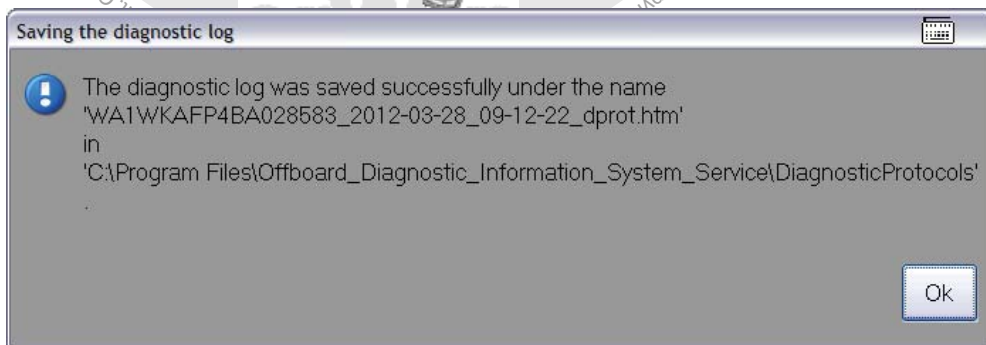 Saving the diagnostic log
The diagnostic log was saved successfully under the name
'WA1WKAFP4BA028583_2012-03-28_09-12-22_dprot.htm'
in
'C:\Program Files\Offboard_Diagnostic_Information_System_Service\DiagnosticProtocols'
.
Ok